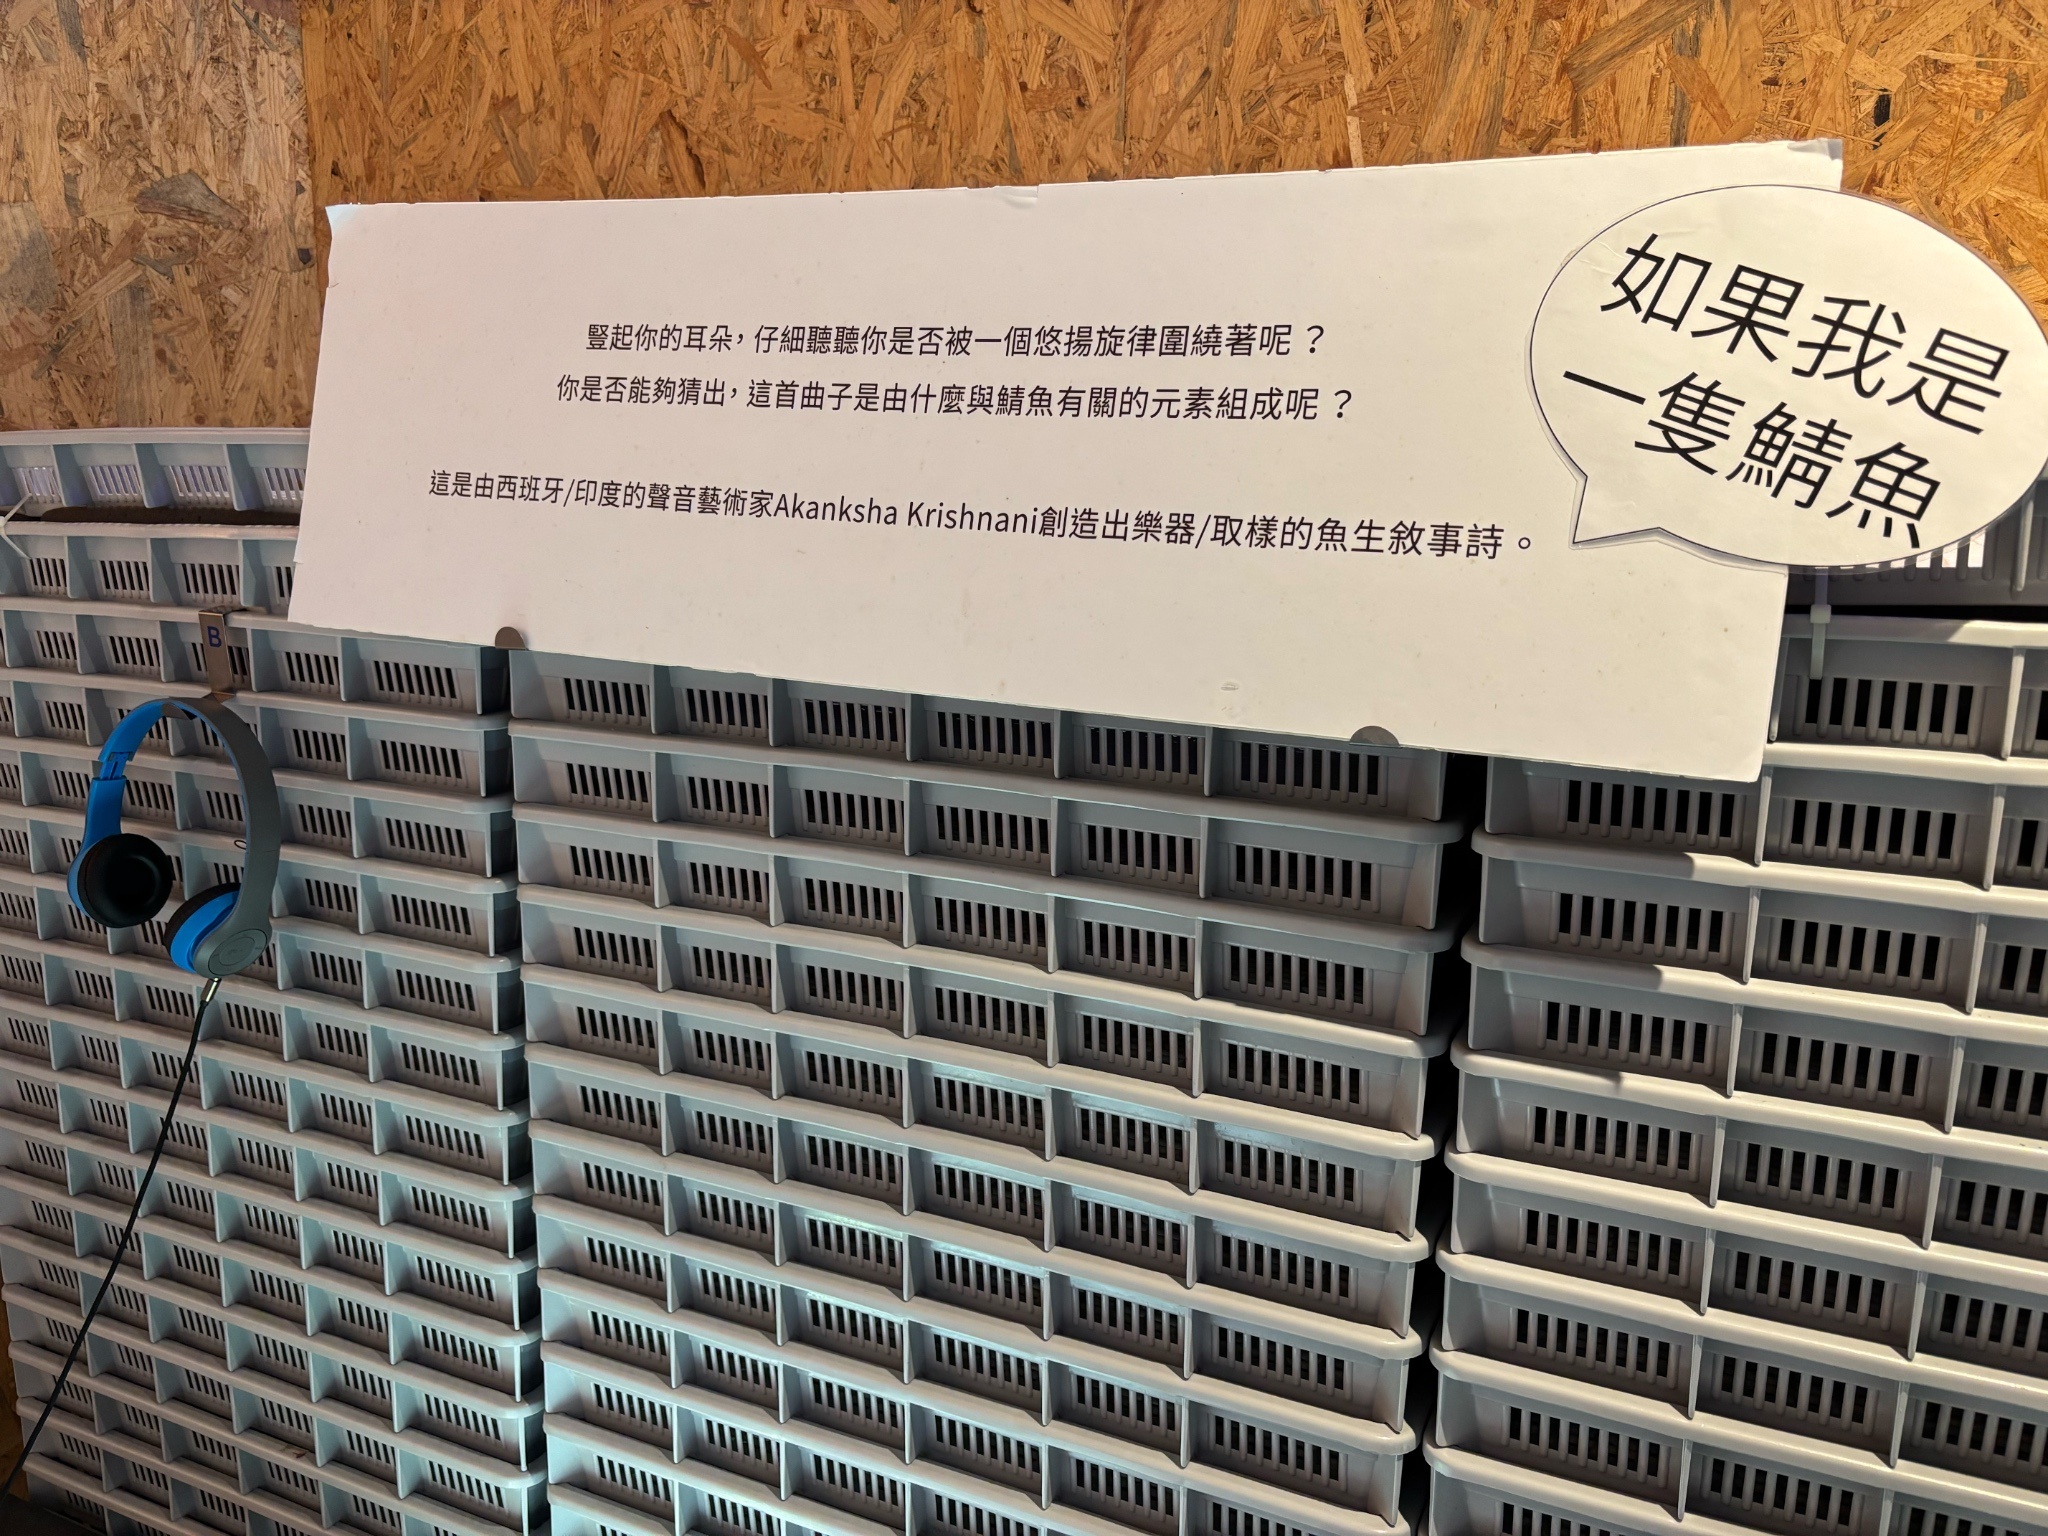 豎起你的耳朵，仔細聽聽你是否被一個悠揚旋律圍繞著呢？
你是否能夠猜出，這首曲子是由什麼與鯖魚有關的元素組成呢？
這是由西班牙/印度的聲音藝術家Akanksha Krishnani創造出樂器/取樣的魚生敘事詩。
如果我是
一隻鯖魚
B